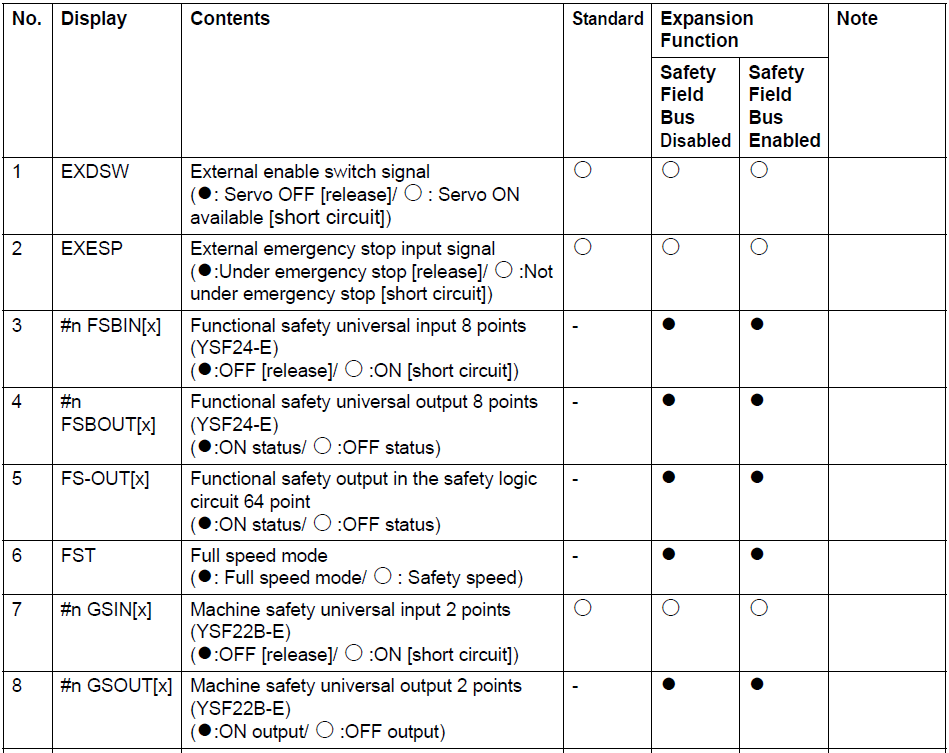 No. Display Contents Standard Expansion Function Note
Safety Field Bus Disabled Safety Field Bus Enabled
1 EXDSW External enable switch signal ○ ○ ○
(●: Servo OFF [release]/ ○ : Servo ON
available [short circuit])
2 EXESP External emergency stop input signal ○ ○ ○
(●:Under emergency stop [release]/ ○ :Not
under emergency stop [short circuit])
3 #n FSBIN[x] Functional safety universal input 8 points - ● ●
(YSF24-E)
(●:OFF [release]/ ○ :ON [short circuit])
4 #n Functional safety universal output 8 points - ● ●
FSBOUT[x] (YSF24-E)
(●:ON status/ ○ :OFF status)
5 FS-OUT[x] Functional safety output in the safety logic - ● ●
circuit 64 point
(●:ON status/ ○ :OFF status)
6 FST Full speed mode - ● ●
(●: Full speed mode/ ○ : Safety speed)
7 #n GSIN[x] Machine safety universal input 2 points ○ ○ ○
(YSF22B-E)
(●:OFF [release]/ ○ :ON [short circuit])
8 #n GSOUT[x] Machine safety universal output 2 points - ● ●
(YSF22B-E)
(●:ON output/ ○ :OFF output)